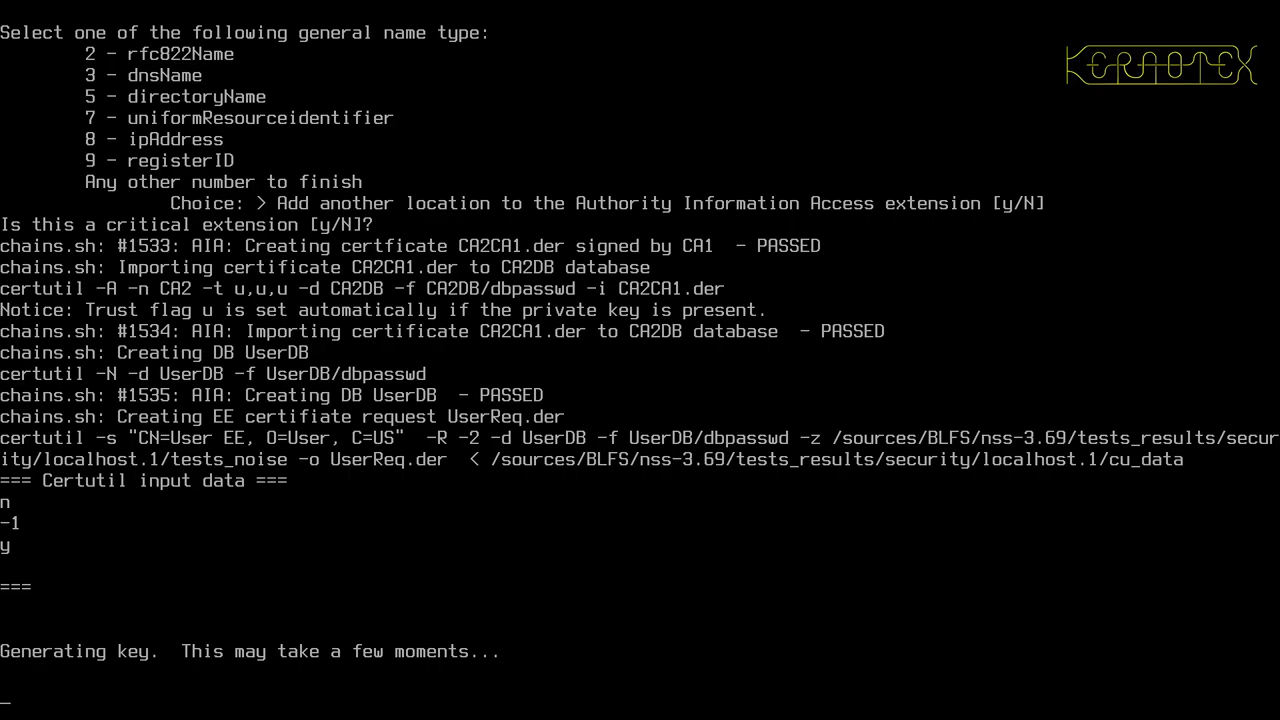 Select one of the following general name type:
2 - rfc822Name
3 - dnsName
5 - directoryName
7 - uniformResourceidentifier
8 - ipAddress
9 - registerID
Any other number to finish
Choice: > Add another location to the Authority Information Access extension [y/N]
Is this a critical extension [y/N]?
chains.sh: #1533: AIA: Creating certficate CA2CA1.der signed by CA1  - PASSED
chains.sh: Importing certificate CA2CA1.der to CA2DB database
certutil -A -n CA2 -t u,u,u -d CA2DB -f CA2DB/dbpasswd -i CA2CA1.der
Notice: Trust flag u is set automatically if the private key is present.
chains.sh: #1534: AIA: Importing certificate CA2CA1.der to CA2DB database  - PASSED
chains.sh: Creating DB UserDB
certutil -N -d UserDB -f UserDB/dbpasswd
chains.sh: #1535: AIA: Creating DB UserDB  - PASSED
chains.sh: Creating EE certifiate request UserReq.der
certutil -s "CN=User EE, O=User, C=US"  -R -2 -d UserDB -f UserDB/dbpasswd -z /sources/BLFS/nss-3.69/tests_results/secur
ity/localhost.1/tests_noise -o UserReq.der  < /sources/BLFS/nss-3.69/tests_results/security/localhost.1/cu_data
=== Certutil input data ===
n
-1
y
===
Generating key.  This may take a few moments...
KERNOTEX